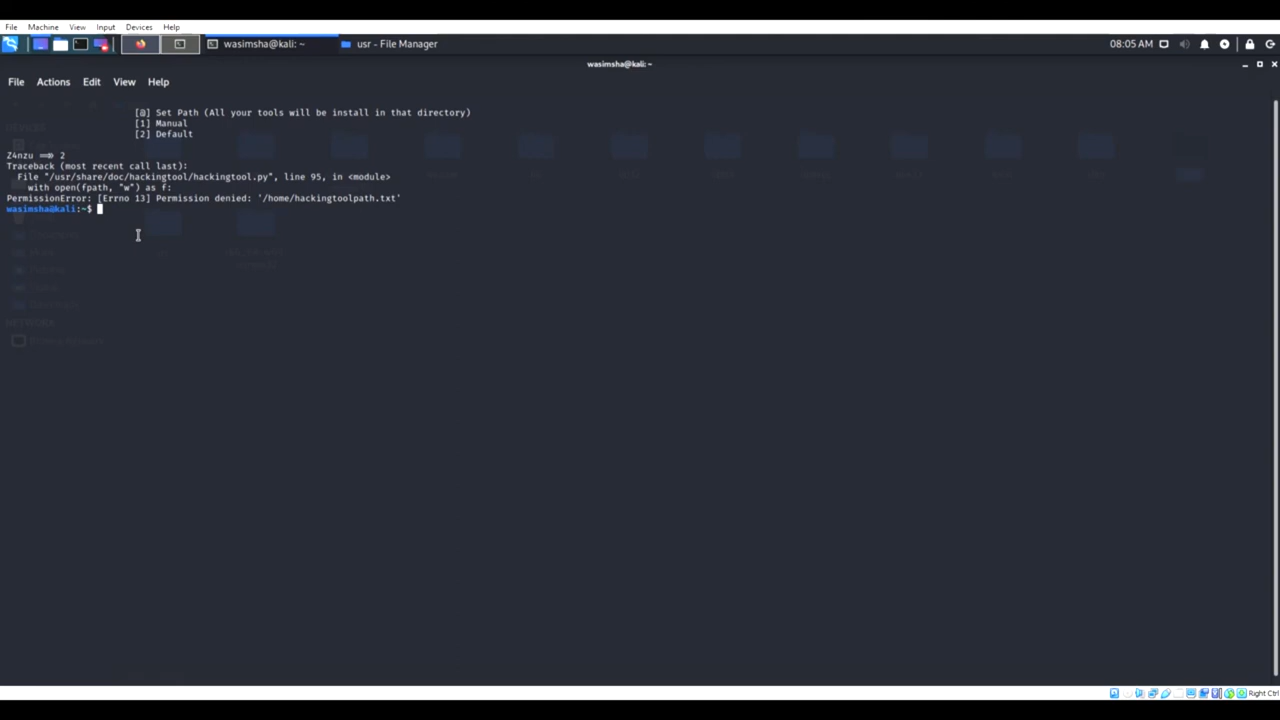 File Machine View Input Devices Help
wasimsha@kali: ~
usr - File Manager
08:05 AM
wasimsha@kali: ~
File Actions Edit View Help
[@] Set Path (All your tools will be install in that directory)
[1] Manual
[2] Default
Z4nzu ==>> 2
Traceback (most recent call last):
File "/usr/share/doc/hackingtool/hackingtool.py", line 95, in <module>
with open(fpath, "w") as f:
PermissionError: [Errno 13] Permission denied: '/home/hackingtoolpath.txt'
wasimsha@kali:~$
DEVICES
NETWORK
Right Ctrl